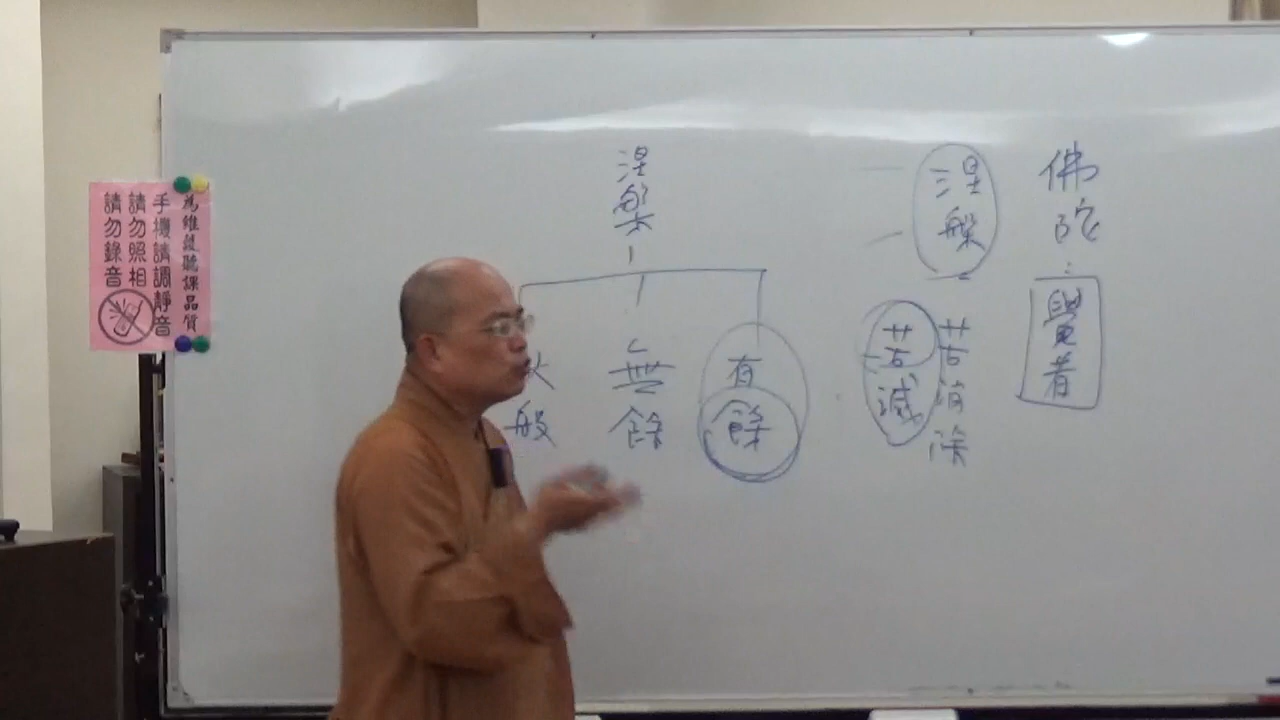 佛陀：覺者
涅槃
苦消除
苦滅
涅槃
有餘
無餘
大般
為維護聽課品質
手機請調靜音
請勿照相
請勿錄音